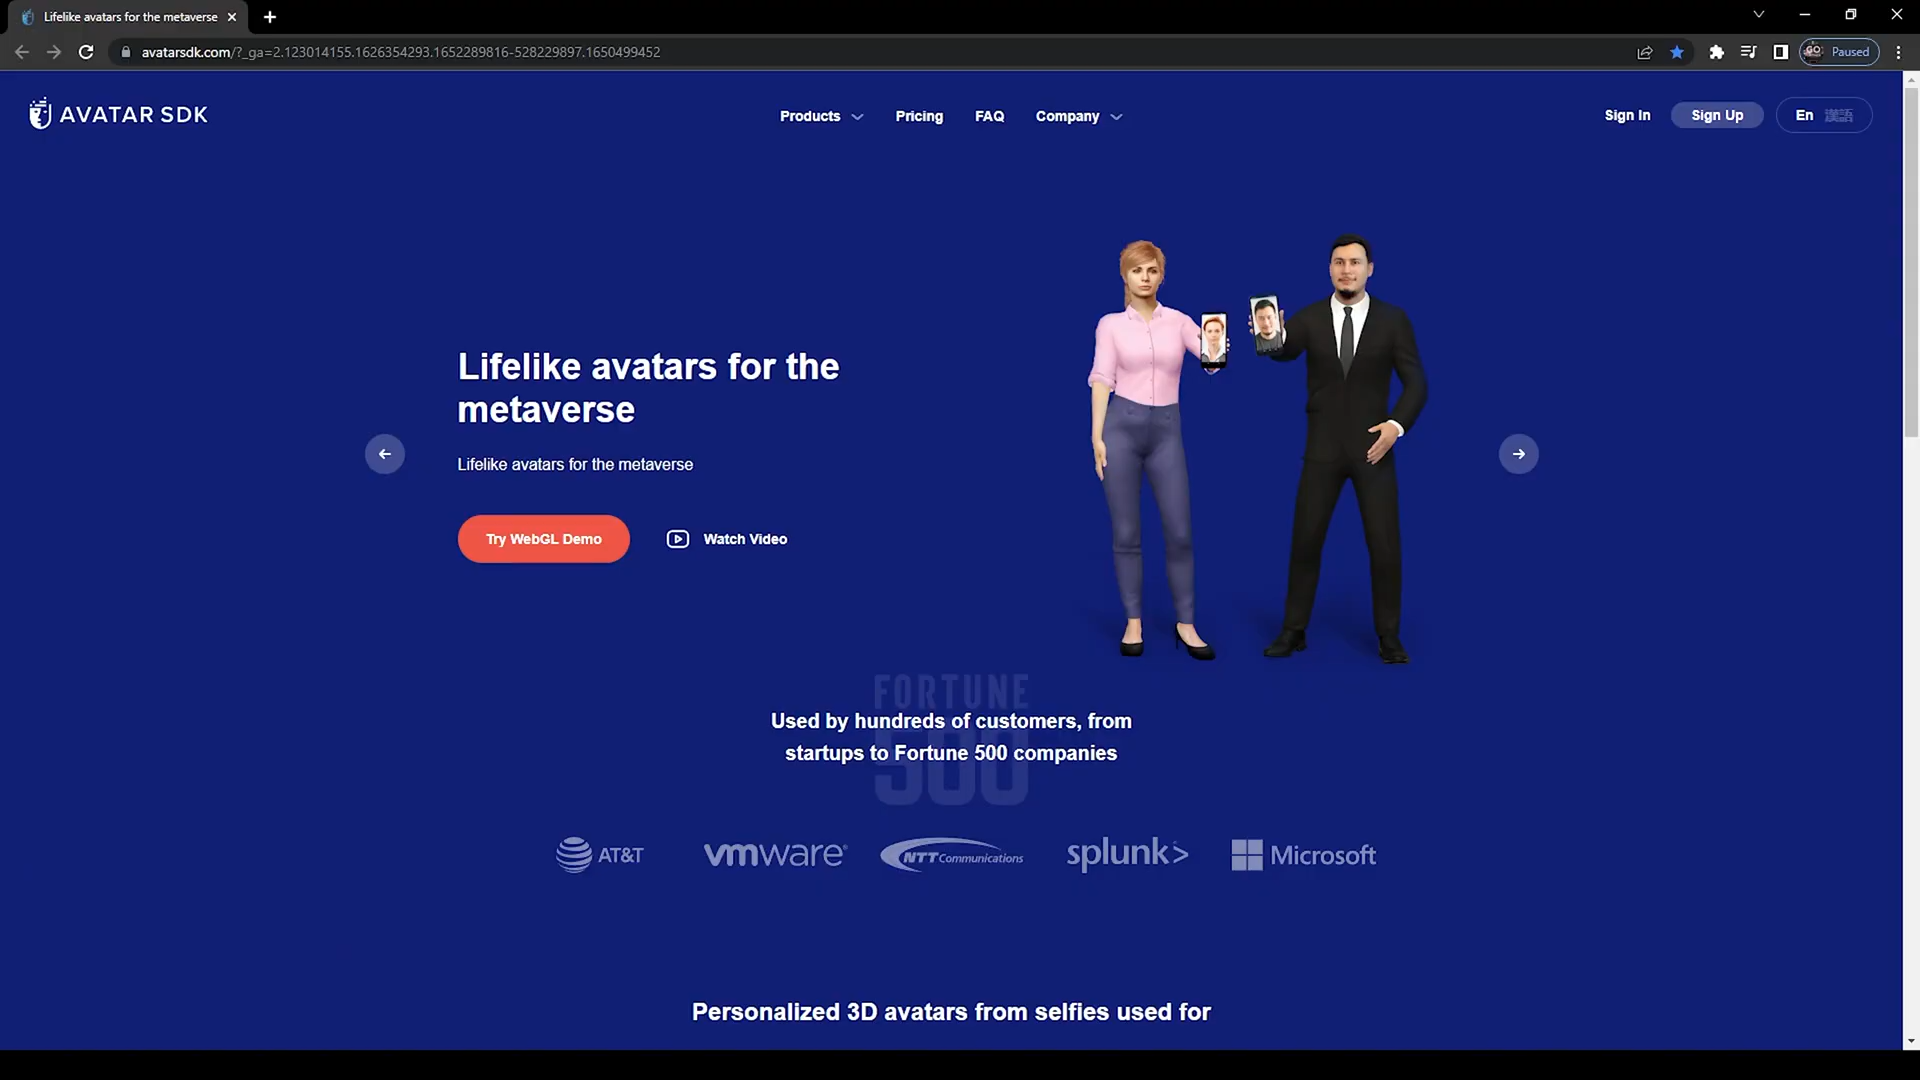 Lifelike avatars for the metaverse
avatarsdk.com/?_ga=2.123014155.1626354293.1652289816-528229897.1650499452
GO
Paused
AVATAR SDK
Products
Pricing
FAQ
Company
Sign In
Sign Up
En 漢語
Lifelike avatars for the
metaverse
Lifelike avatars for the metaverse
Try WebGL Demo
Watch Video
FORTUNE
500
Used by hundreds of customers, from
startups to Fortune 500 companies
AT&T
vmware®
NTT Communications
splunk>
Microsoft
Personalized 3D avatars from selfies used for